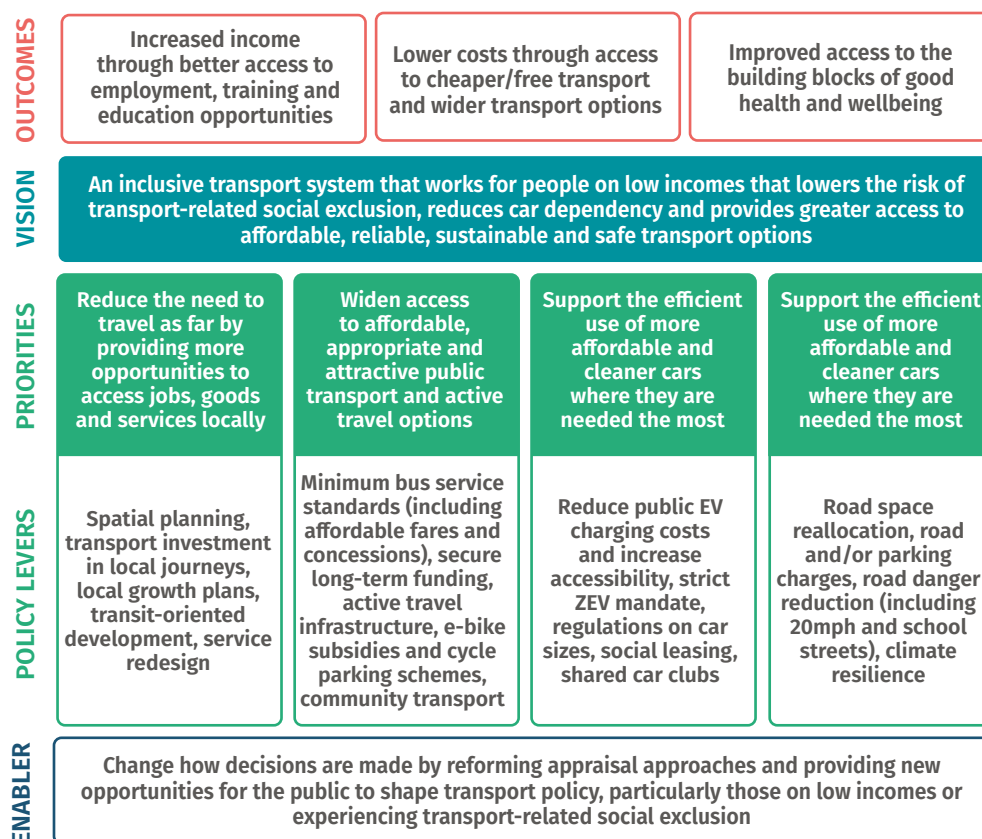 OUTCOMES
Increased income
through better access to
employment, training and
education opportunities
Lower costs through access
to cheaper/free transport
and wider transport options
Improved access to the
building blocks of good
health and wellbeing
VISION
An inclusive transport system that works for people on low incomes that lowers the risk of
transport-related social exclusion, reduces car dependency and provides greater access to
affordable, reliable, sustainable and safe transport options
PRIORITIES
Reduce the need to
travel as far by
providing more
opportunities to
access jobs, goods
and services locally
Widen access
to affordable,
appropriate and
attractive public
transport and active
travel options
Support the efficient
use of more
affordable and
cleaner cars
where they are
needed the most
Support the efficient
use of more
affordable and
cleaner cars
where they are
needed the most
POLICY LEVERS
Spatial planning,
transport investment
in local journeys,
local growth plans,
transit-oriented
development, service
redesign
Minimum bus service
standards (including
affordable fares and
concessions), secure
long-term funding,
active travel
infrastructure, e-bike
subsidies and cycle
parking schemes,
community transport
Reduce public EV
charging costs
and increase
accessibility, strict
ZEV mandate,
regulations on car
sizes, social leasing,
shared car clubs
Road space
reallocation, road
and/or parking
charges, road danger
reduction (including
20mph and school
streets), climate
resilience
ENABLER
Change how decisions are made by reforming appraisal approaches and providing new
opportunities for the public to shape transport policy, particularly those on low incomes or
experiencing transport-related social exclusion